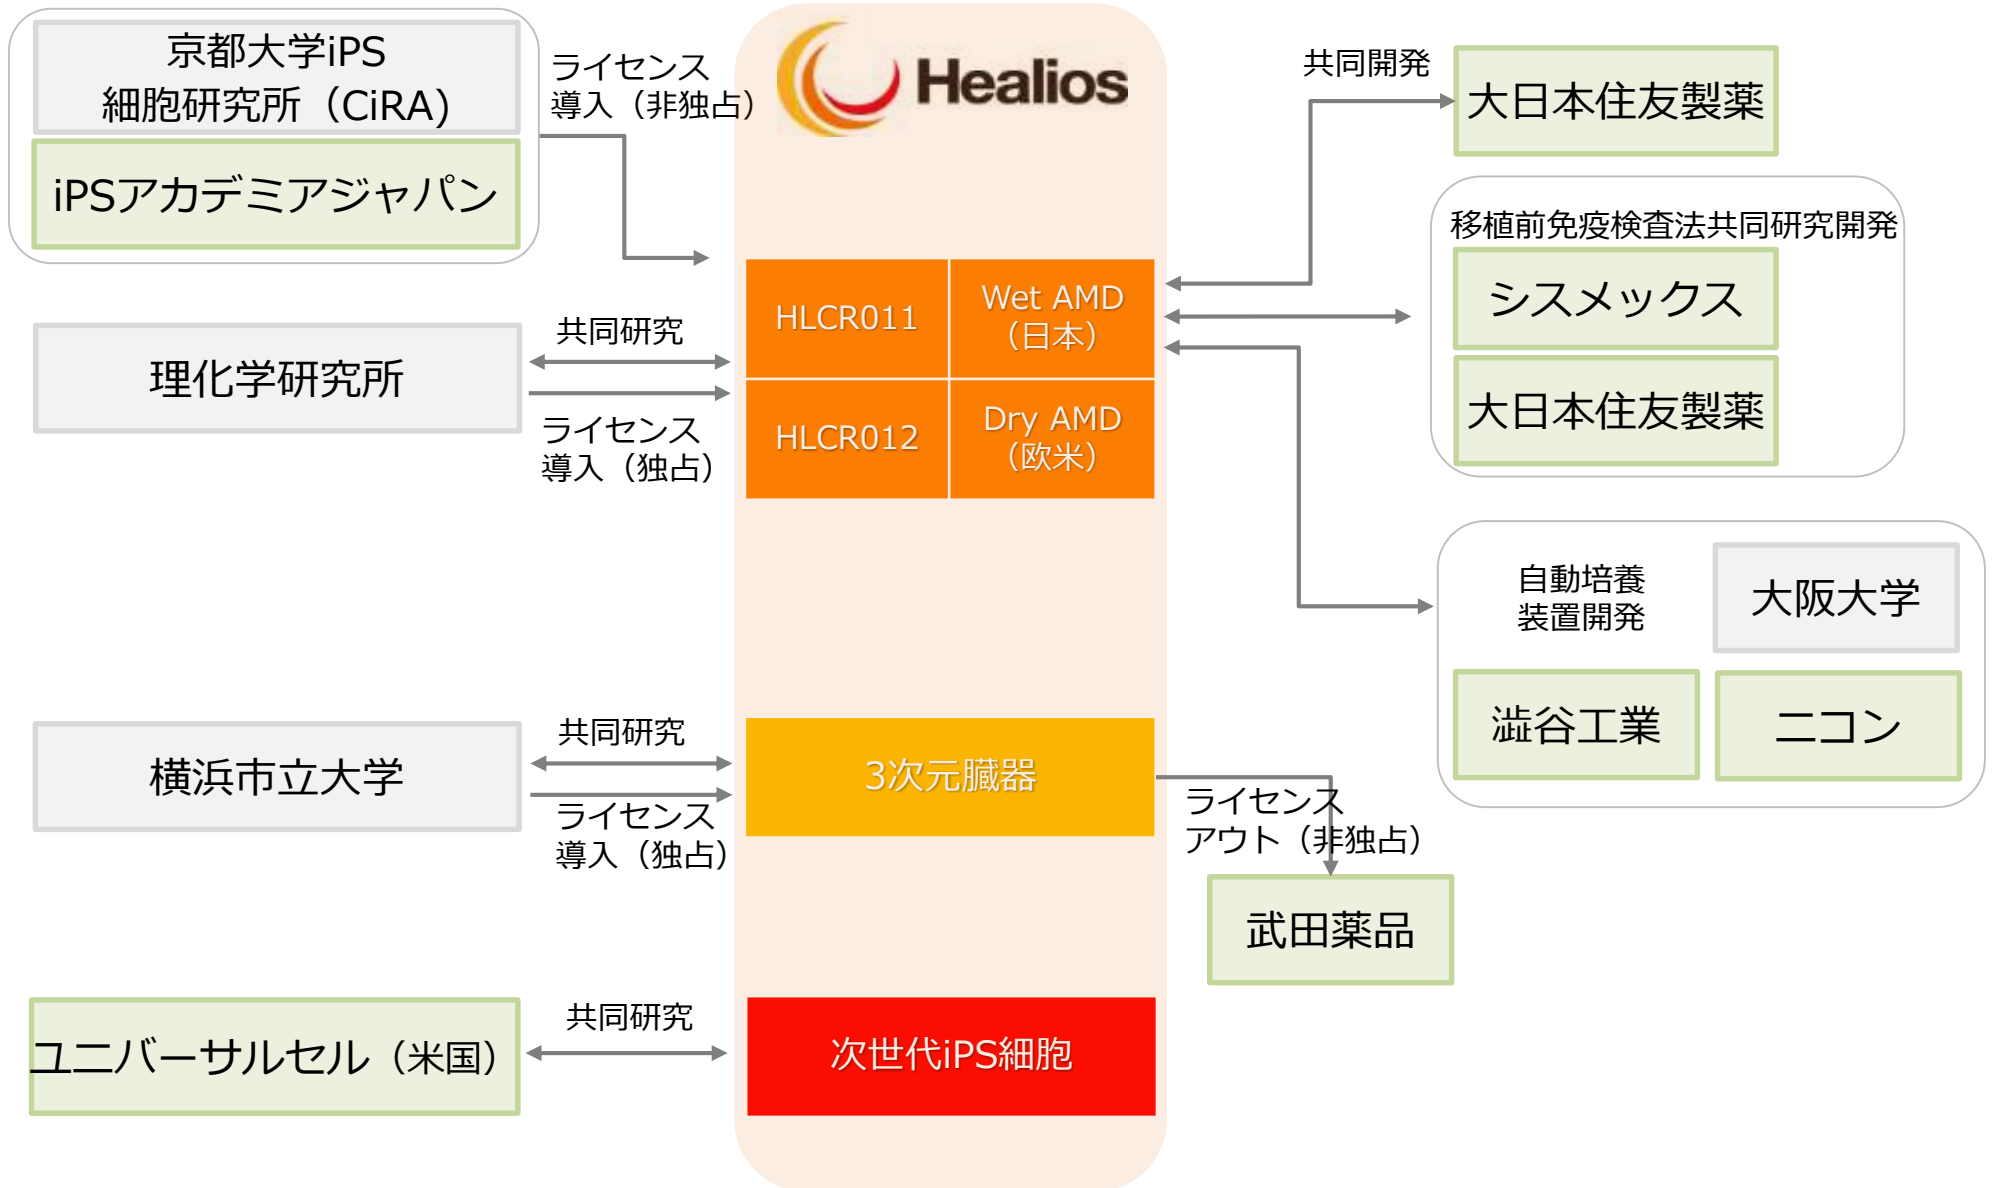 京都大学iPS
細胞研究所（CiRA)
iPSアカデミアジャパン
ライセンス
導入（非独占）
Healios
共同開発
大日本住友製薬
移植前免疫検査法共同研究開発
シスメックス
大日本住友製薬
HLCR011
Wet AMD
（日本）
HLCR012
Dry AMD
（欧米）
理化学研究所
共同研究
ライセンス
導入（独占）
自動培養
装置開発
大阪大学
澁谷工業
ニコン
横浜市立大学
共同研究
ライセンス
導入（独占）
3次元臓器
ライセンス
アウト（非独占）
武田薬品
ユニバーサルセル（米国）
共同研究
次世代iPS細胞